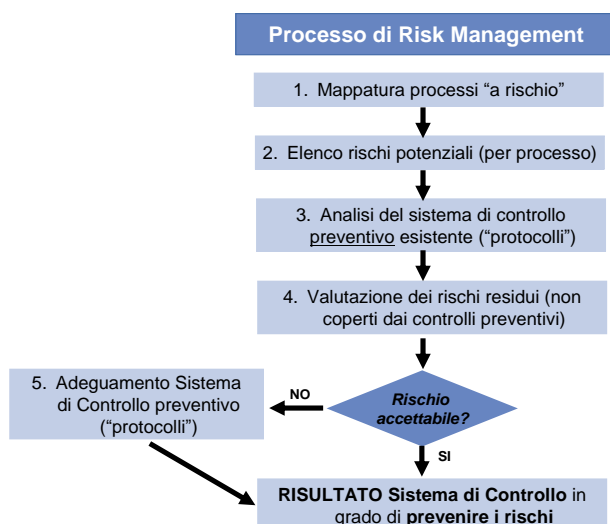 Processo di Risk Management
1. Mappatura processi “a rischio”
2. Elenco rischi potenziali (per processo)
3. Analisi del sistema di controllo
preventivo esistente (“protocolli”)
4. Valutazione dei rischi residui (non
coperti dai controlli preventivi)
Rischio
accettabile?
NO
5. Adeguamento Sistema
di Controllo preventivo
(“protocolli”)
SI
RISULTATO Sistema di Controllo in
grado di prevenire i rischi